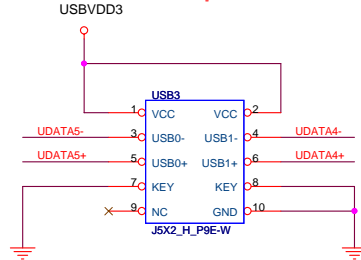 USBVDD3
USB3
1 VCC VCC 2
UDATA5- 3 USB0- USB1- 4 UDATA4-
UDATA5+ 5 USB0+ USB1+ 6 UDATA4+
7 KEY KEY 8
9 NC GND 10
J5X2_H_P9E-W